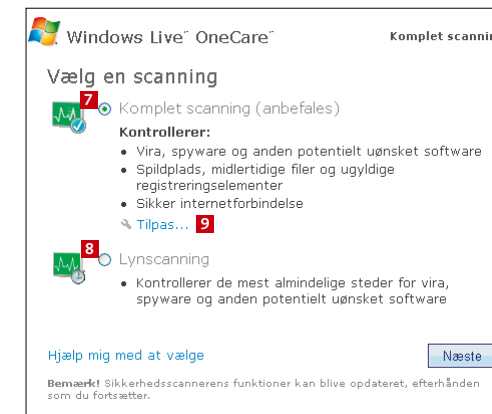 Windows Live™ OneCare™
Komplet scannin
Vælg en scanning
7
Komplet scanning (anbefales)
Kontrollerer:
• Vira, spyware og anden potentielt uønsket software
• Spildplads, midlertidige filer og ugyldige
registreringselementer
• Sikker internetforbindelse
Tilpas... 9
8
Lynscanning
• Kontrollerer de mest almindelige steder for vira,
spyware og anden potentielt uønsket software
Hjælp mig med at vælge
Næste
Bemærk! Sikkerhedsscannerens funktioner kan blive opdateret, efterhånden
som du fortsætter.